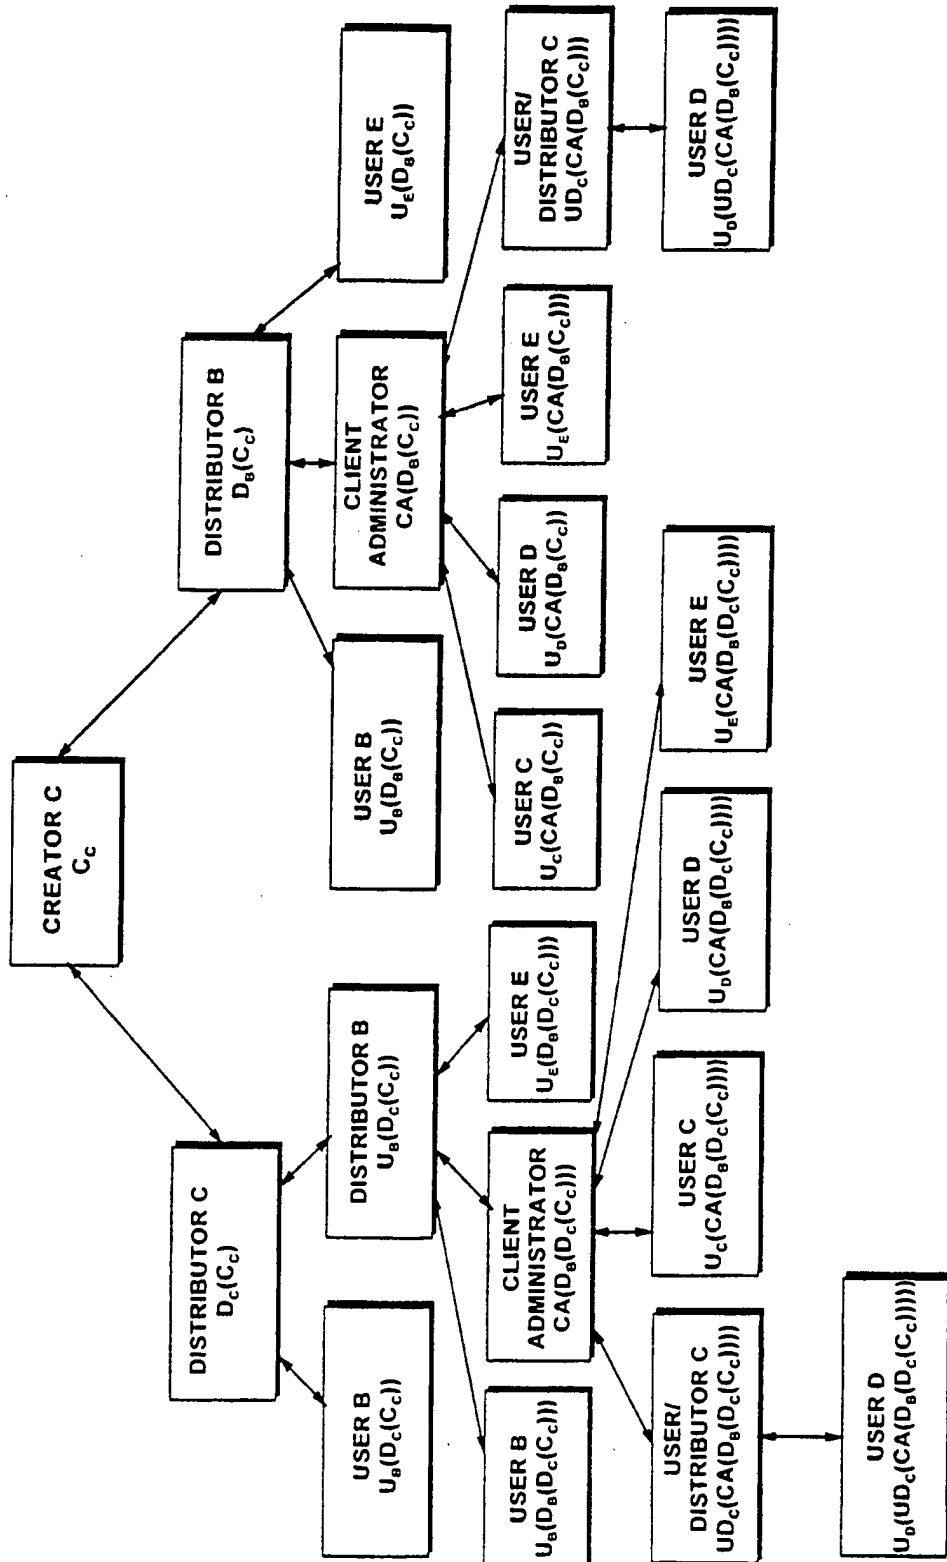 CREATOR C
C_C
DISTRIBUTOR C
D_C(C_C)
DISTRIBUTOR B
D_B(C_C)
USER B
U_B(D_C(C_C))
DISTRIBUTOR B
U_B(D_C(C_C))
USER B
U_B(D_B(C_C))
CLIENT
ADMINISTRATOR
CA(D_B(C_C))
USER E
U_E(D_B(C_C))
USER B
U_B(D_B(D_C(C_C)))
CLIENT
ADMINISTRATOR
CA(D_B(D_C(C_C)))
USER E
U_E(D_B(D_C(C_C)))
USER C
U_C(CA(D_B(C_C))
USER D
U_D(CA(D_B(C_C))
USER E
U_E(CA(D_B(C_C)))
USER/
DISTRIBUTOR C
UD_C(CA(D_B(C_C)))
USER/
DISTRIBUTOR C
UD_C(CA(D_B(D_C(C_C))))
USER C
U_C(CA(D_B(D_C(C_C))))
USER D
U_D(CA(D_B(D_C(C_C))))
USER E
U_E(CA(D_B(D_C(C_C))))
USER D
U_D(UD_C(CA(D_B(C_C))))
USER D
U_D(UD_C(CA(D_B(D_C(C_C)))))